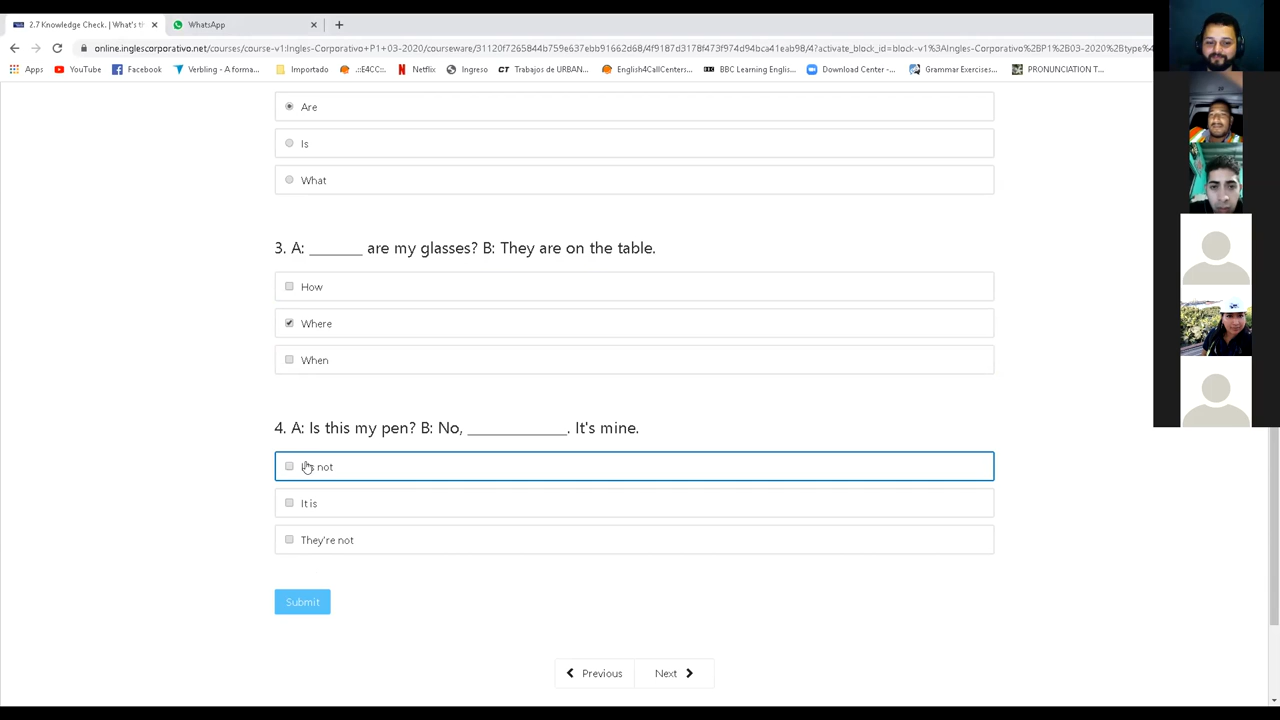 2.7 Knowledge Check. | What's th
WhatsApp
online.inglescorporativo.net/courses/course-v1:Ingles-Corporativo+P1+03-2020/courseware/31120f72a5644b759e637ebb91662d68/4f9187d3178f473f974d94bca41eab98/4?activate_block_id=block-v1%3AIngles-Corporativo%2BP1%2B03-2020%2Btype%4
Apps
YouTube
Facebook
Verbling - A forma...
Importado
.::E4CC::.
Netflix
Ingreso
CT Trabajos de URBAN...
English4CallCenters...
BBC Learning Englis...
Download Center -...
Grammar Exercises...
PRONUNCIATION T...
Are
Is
What
3. A: _______ are my glasses? B: They are on the table.
How
Where
When
4. A: Is this my pen? B: No, _____________. It's mine.
not
It is
They're not
Submit
Previous
Next